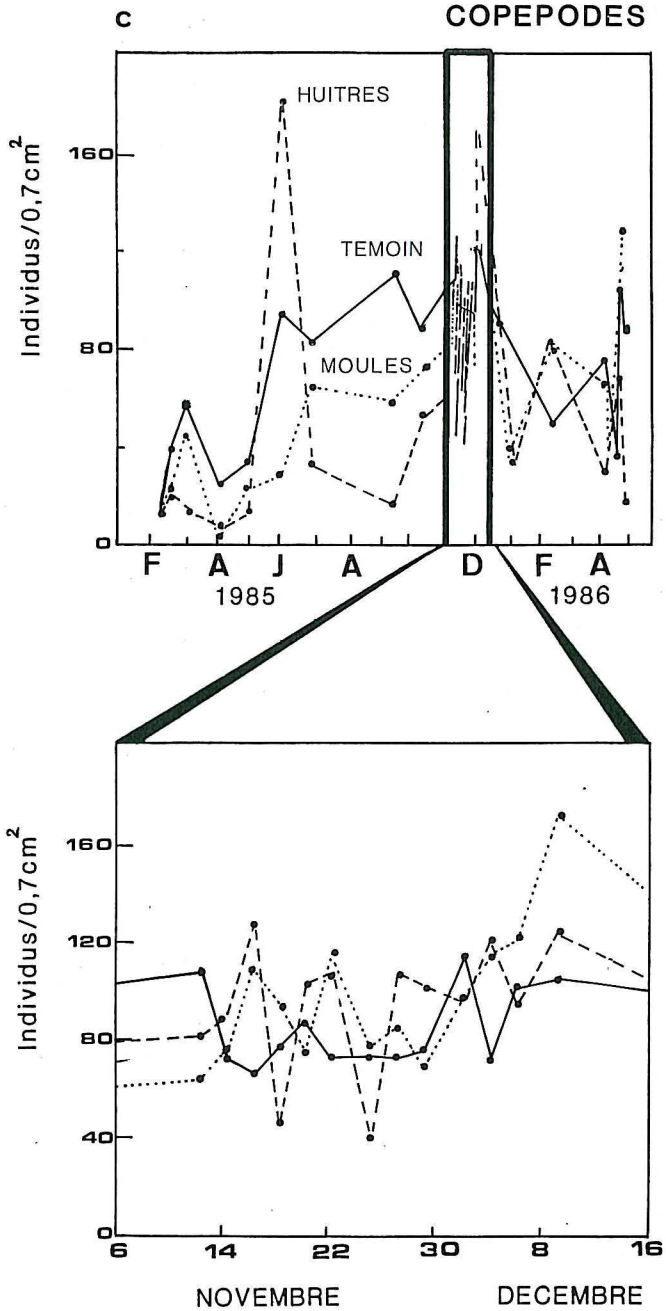 c COPEPODES
Individus/0,7cm²
160
80
0
HUITRES
TEMOIN
MOULES
F A J A D F A
1985 1986
Individus/0,7cm²
160
120
80
40
0
6 14 22 30 8 16
NOVEMBRE DECEMBRE